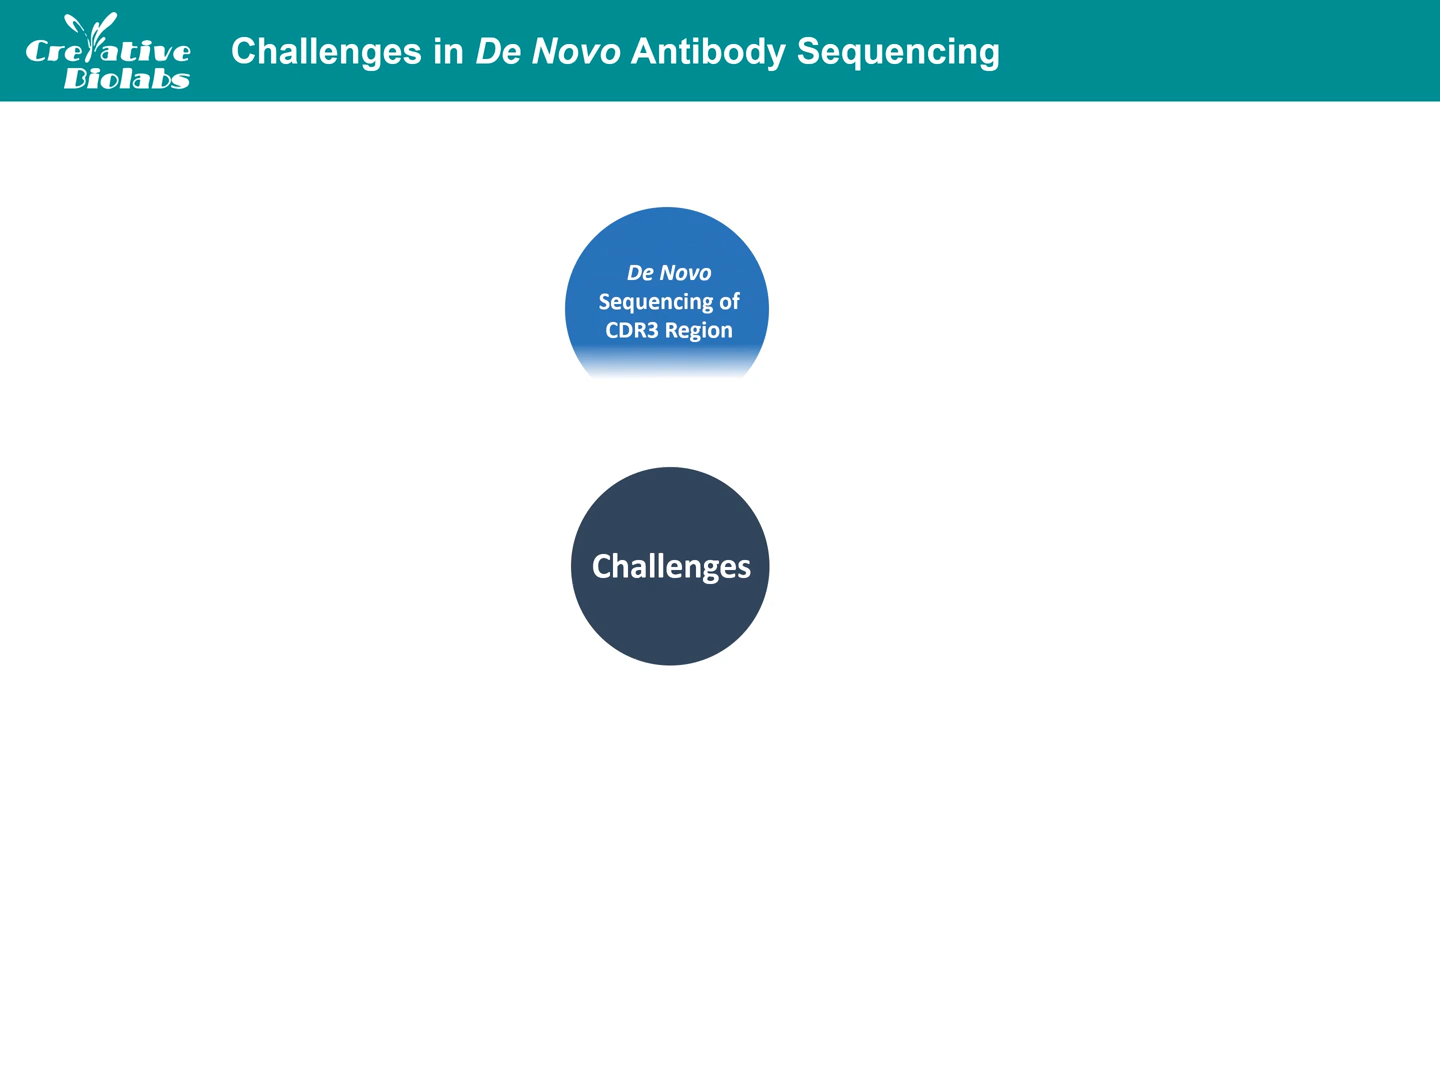 Creative
Biolabs
Challenges in De Novo Antibody Sequencing
De Novo
Sequencing of
CDR3 Region
Challenges